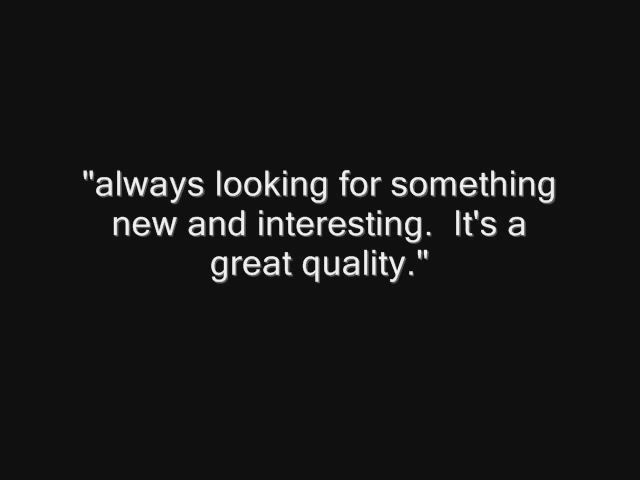 "always looking for something
new and interesting.  It's a
great quality."